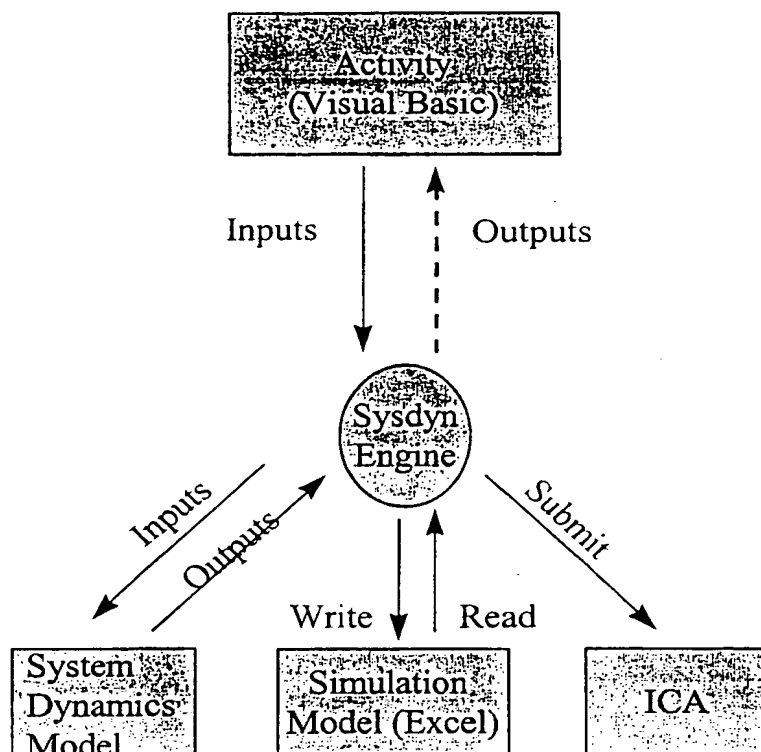 Activity
(Visual Basic)
Inputs
Outputs
Sysdyn
Engine
Inputs
Outputs
Submit
Write
Read
System
Dynamics
Model
Simulation
Model (Excel)
ICA